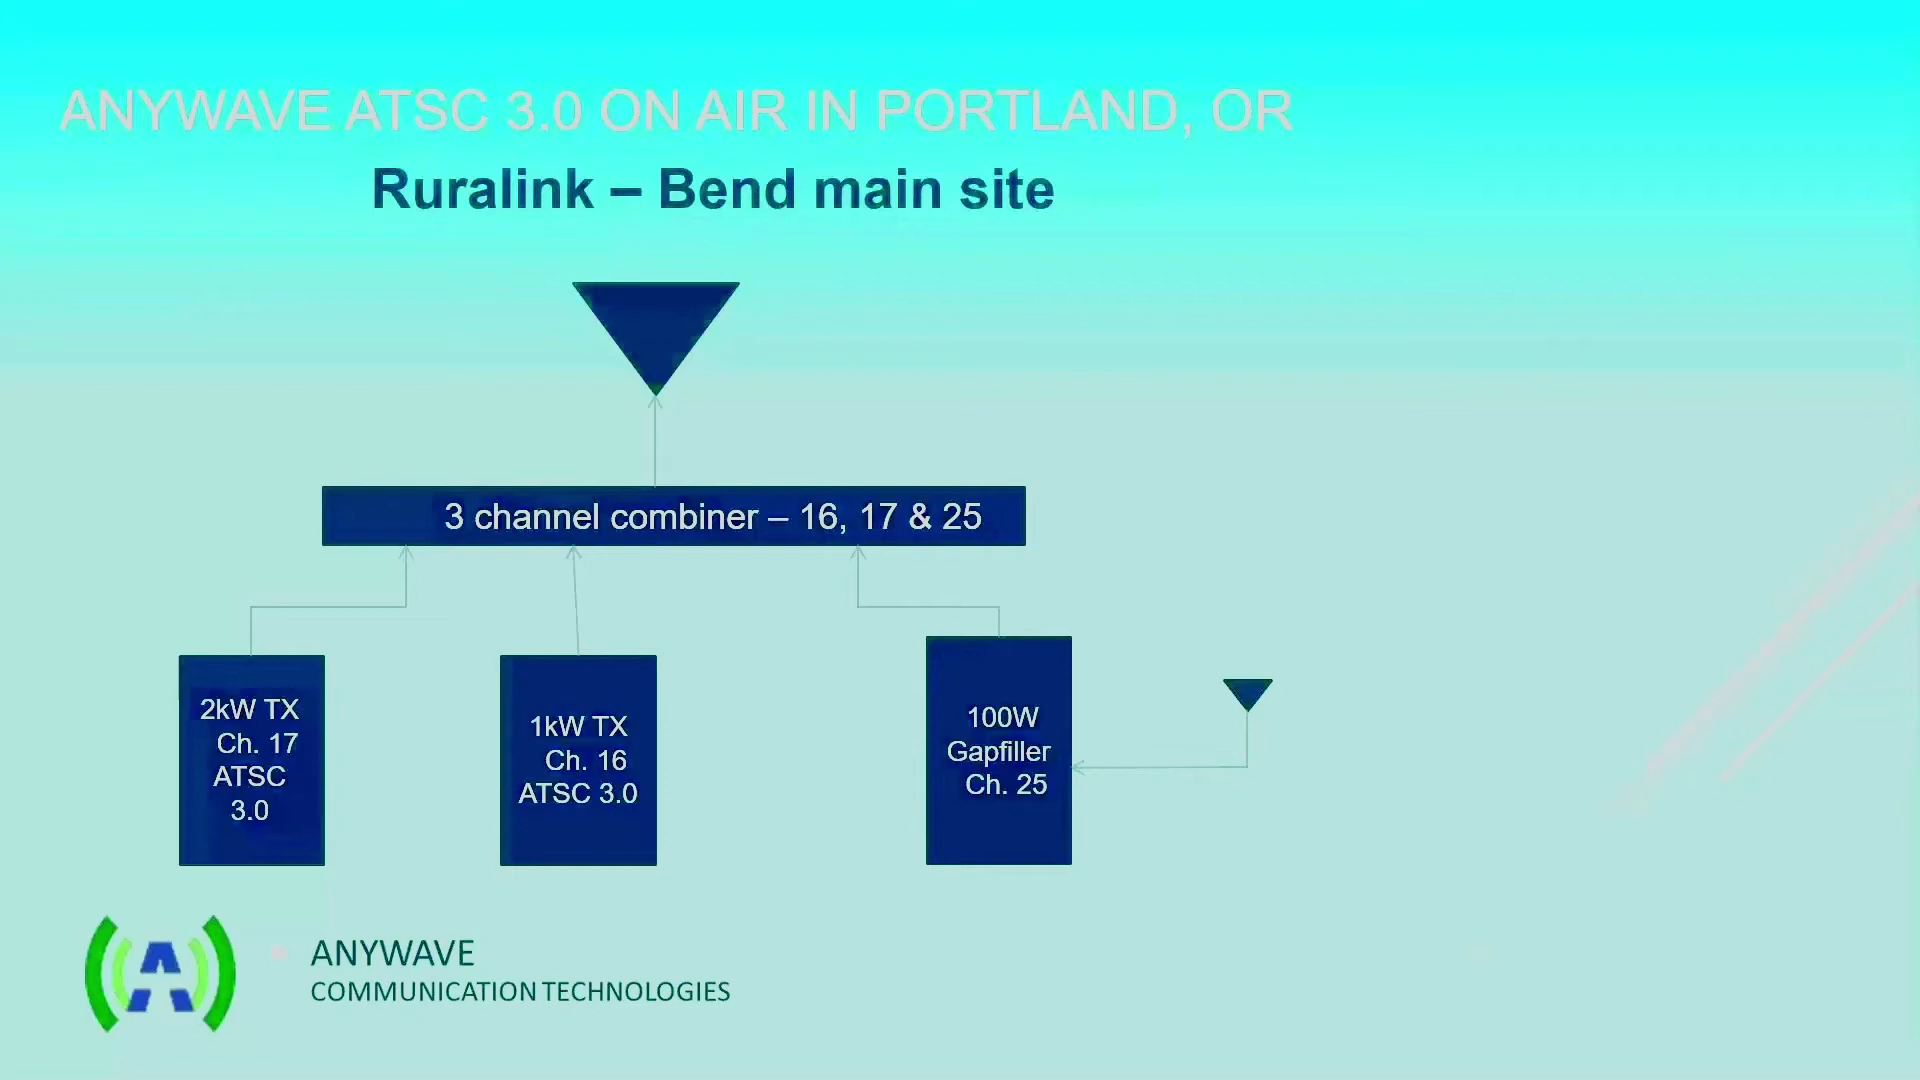 ANYWAVE ATSC 3.0 ON AIR IN PORTLAND, OR
Ruralink – Bend main site
3 channel combiner – 16, 17 & 25
2kW TX
Ch. 17
ATSC
3.0
1kW TX
Ch. 16
ATSC 3.0
100W
Gapfiller
Ch. 25
ANYWAVE
COMMUNICATION TECHNOLOGIES